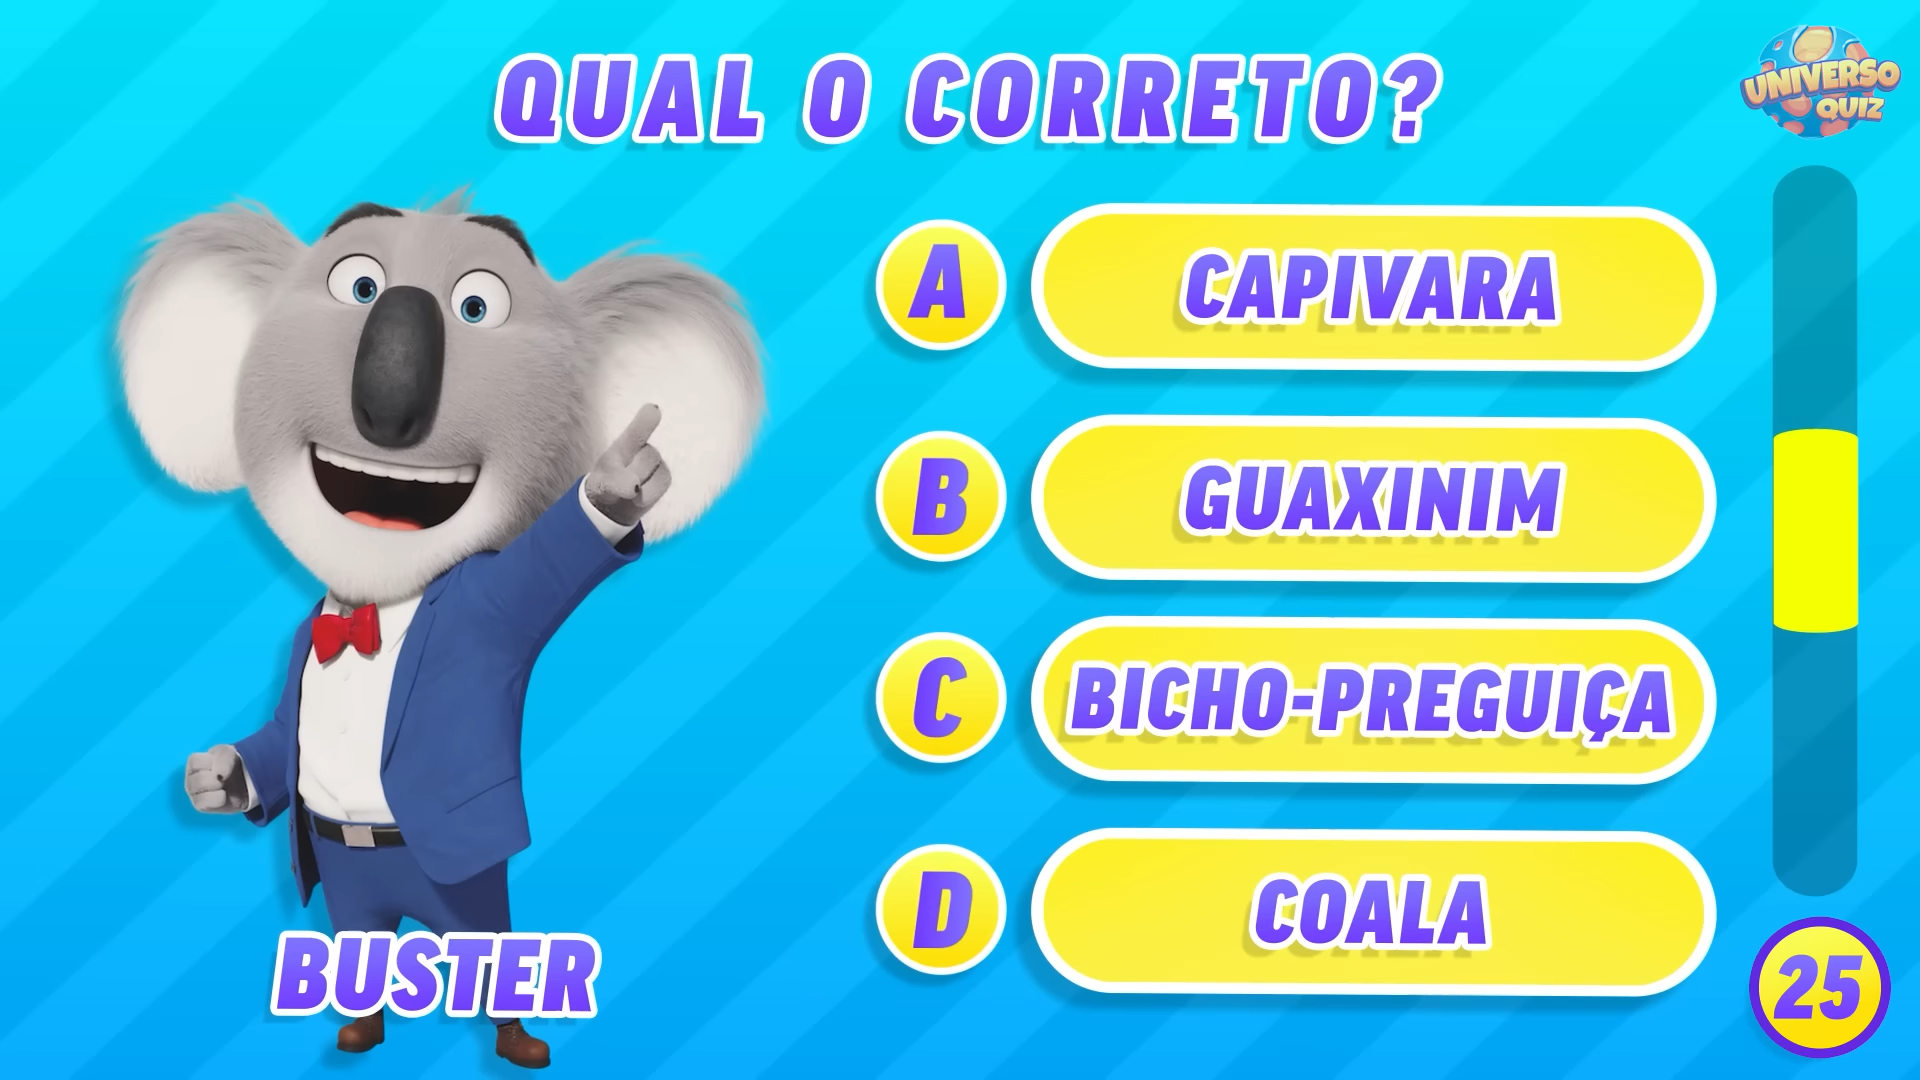 QUAL O CORRETO?
UNIVERSO
QUIZ
A
CAPIVARA
B
GUAXINIM
C
BICHO-PREGUIÇA
D
COALA
BUSTER
25